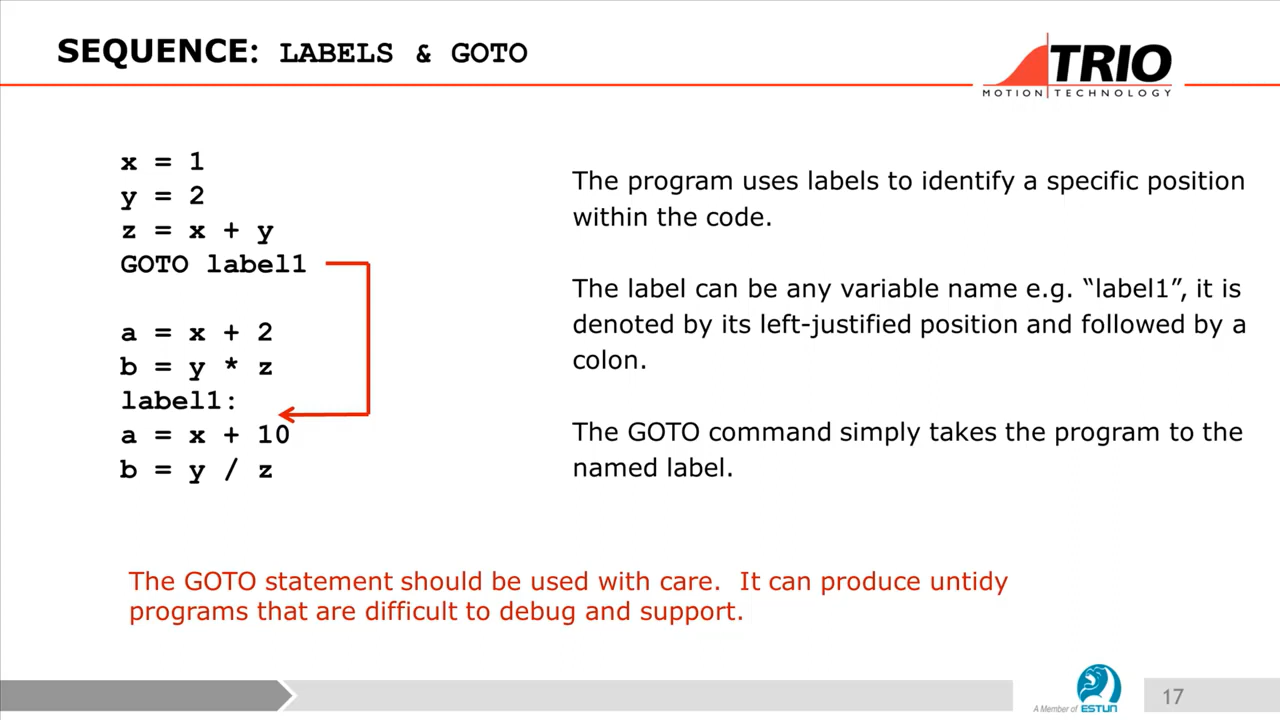 SEQUENCE: LABELS & GOTO
TRIO
MOTION TECHNOLOGY
x = 1
y = 2
z = x + y
GOTO label1
a = x + 2
b = y * z
label1:
a = x + 10
b = y / z
The program uses labels to identify a specific position
within the code.
The label can be any variable name e.g. “label1”, it is
denoted by its left-justified position and followed by a
colon.
The GOTO command simply takes the program to the
named label.
The GOTO statement should be used with care.  It can produce untidy
programs that are difficult to debug and support.
A Member of ESTUN
17